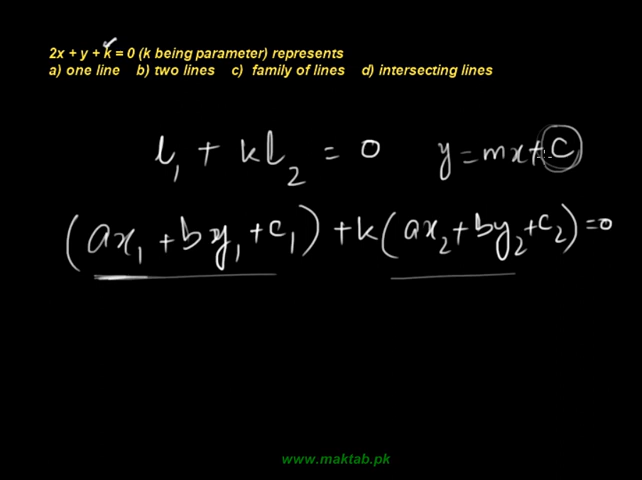 2x + y + k = 0 (k being parameter) represents
a) one line b) two lines c) family of lines d) intersecting lines
l₁ + kl₂ = 0 y = mx + c
(ax₁ + by₁ + c₁) + k(ax₂ + by₂ + c₂) = 0
www.maktab.pk